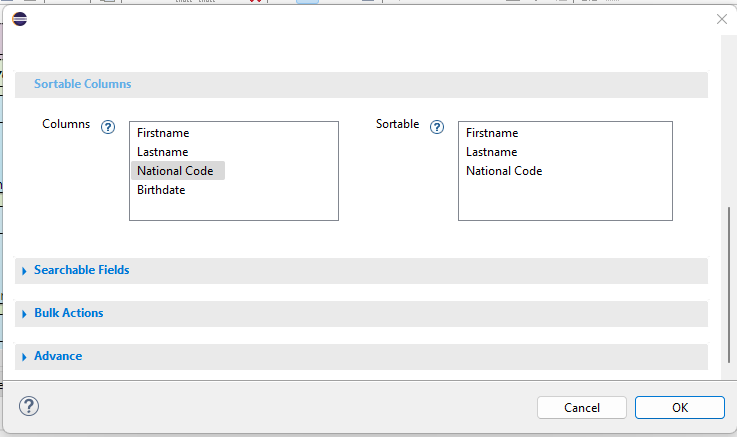 Sortable Columns
Columns
Firstname
Lastname
National Code
Birthdate
Sortable
Firstname
Lastname
National Code
Searchable Fields
Bulk Actions
Advance
Cancel
OK